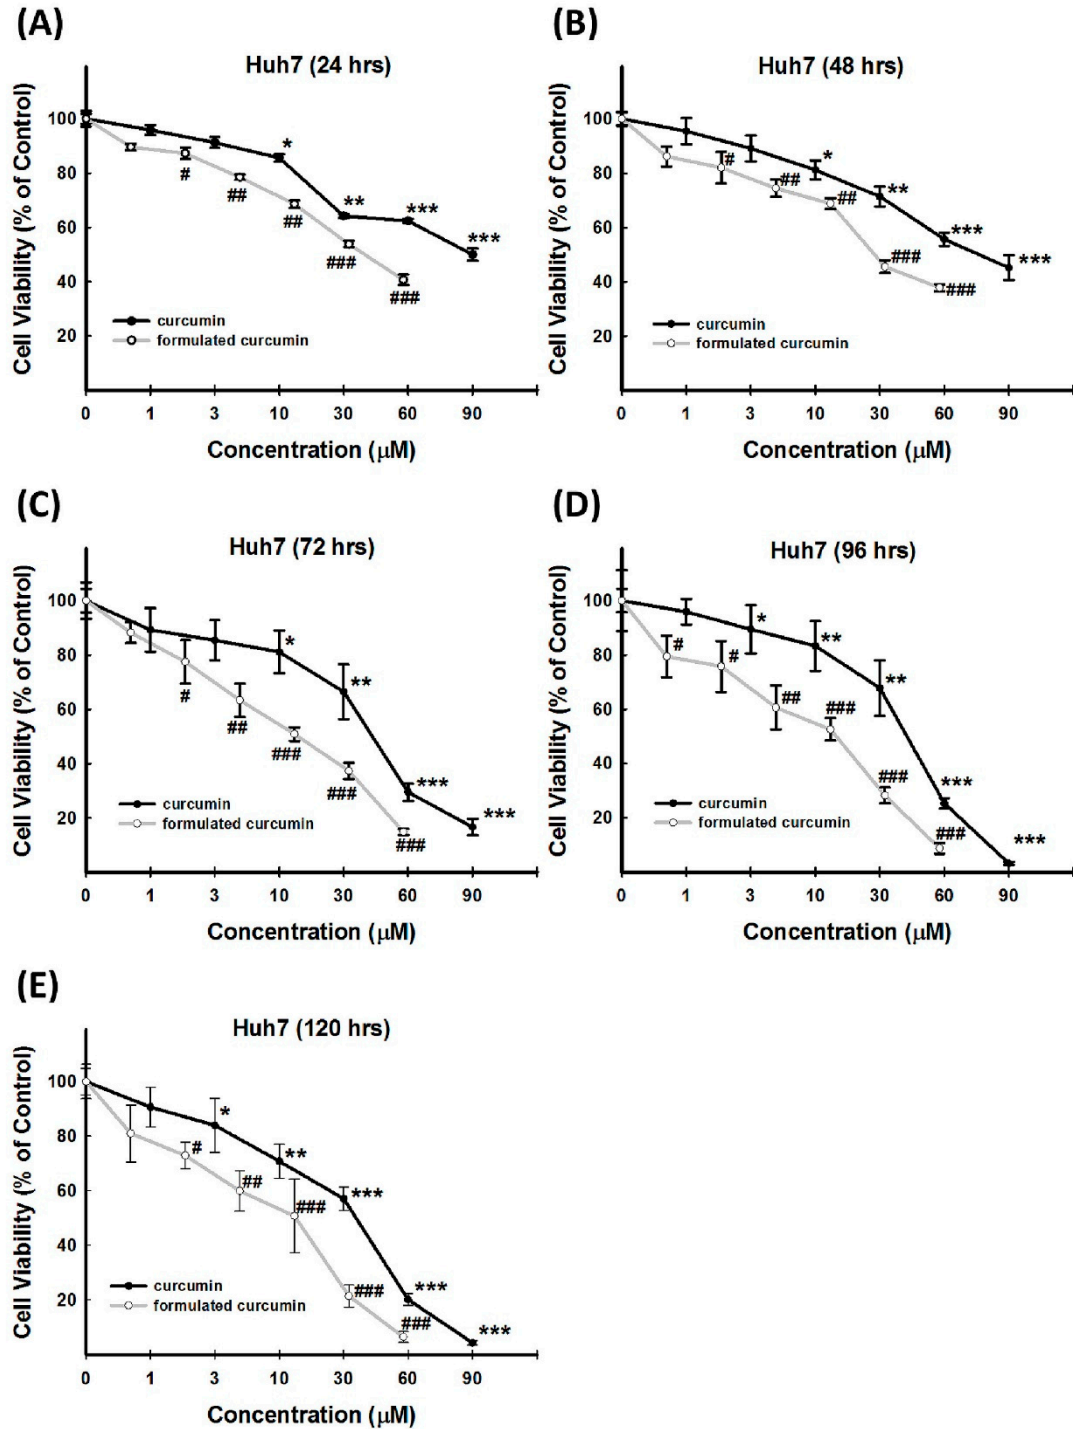 (A)
Huh7 (24 hrs)
Cell Viability (% of Control)
100
80
60
40
20
*
**
***
***
#
##
##
###
###
curcumin
formulated curcumin
0 1 3 10 30 60 90
Concentration (μM)
(B)
Huh7 (48 hrs)
Cell Viability (% of Control)
100
80
60
40
20
*
**
***
***
#
##
##
###
###
curcumin
formulated curcumin
0 1 3 10 30 60 90
Concentration (μM)
(C)
Huh7 (72 hrs)
Cell Viability (% of Control)
100
80
60
40
20
*
**
***
***
#
##
###
###
###
curcumin
formulated curcumin
0 1 3 10 30 60 90
Concentration (μM)
(D)
Huh7 (96 hrs)
Cell Viability (% of Control)
100
80
60
40
20
*
**
**
***
***
#
#
##
###
###
###
curcumin
formulated curcumin
0 1 3 10 30 60 90
Concentration (μM)
(E)
Huh7 (120 hrs)
Cell Viability (% of Control)
100
80
60
40
20
*
**
***
***
***
#
##
###
###
###
curcumin
formulated curcumin
0 1 3 10 30 60 90
Concentration (μM)